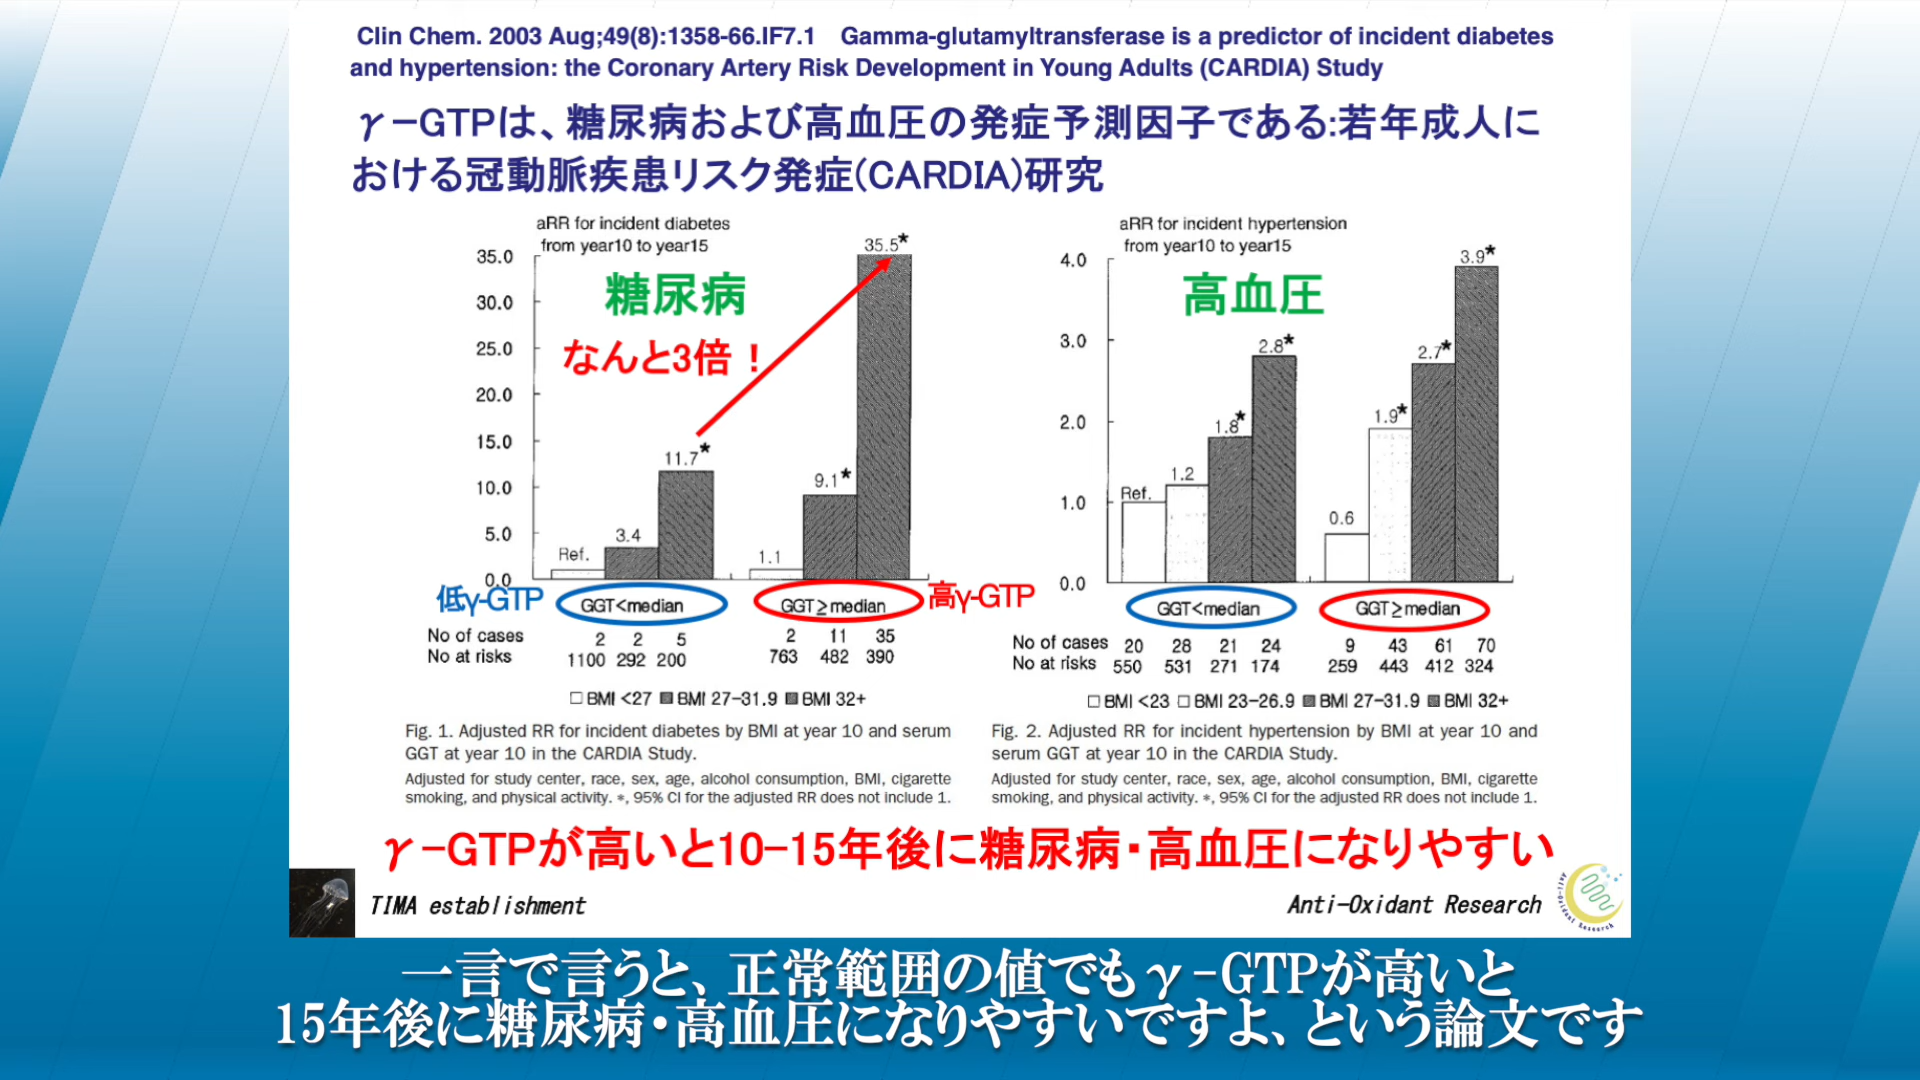 Clin Chem. 2003 Aug;49(8):1358-66.IF7.1 Gamma-glutamyltransferase is a predictor of incident diabetes
and hypertension: the Coronary Artery Risk Development in Young Adults (CARDIA) Study
γ-GTPは、糖尿病および高血圧の発症予測因子である:若年成人に
おける冠動脈疾患リスク発症(CARDIA)研究
aRR for incident diabetes
from year10 to year15
糖尿病
なんと3倍！
35.0
30.0
25.0
20.0
15.0
10.0
5.0
0.0
Ref.
3.4
11.7*
1.1
9.1*
35.5*
低γ-GTP
GGT<median
GGT≥median
高γ-GTP
No of cases 2 2 5 2 11 35
No at risks 1100 292 200 763 482 390
□ BMI <27 ▨ BMI 27-31.9 ▨ BMI 32+
Fig. 1. Adjusted RR for incident diabetes by BMI at year 10 and serum
GGT at year 10 in the CARDIA Study.
Adjusted for study center, race, sex, age, alcohol consumption, BMI, cigarette
smoking, and physical activity. *, 95% CI for the adjusted RR does not include 1.
aRR for incident hypertension
from year10 to year15
高血圧
4.0
3.0
2.0
1.0
0.0
Ref.
1.2
1.8*
2.8*
0.6
1.9*
2.7*
3.9*
GGT<median
GGT≥median
No of cases 20 28 21 24 9 43 61 70
No at risks 550 531 271 174 259 443 412 324
□ BMI <23 □ BMI 23-26.9 ▨ BMI 27-31.9 ▨ BMI 32+
Fig. 2. Adjusted RR for incident hypertension by BMI at year 10 and
serum GGT at year 10 in the CARDIA Study.
Adjusted for study center, race, sex, age, alcohol consumption, BMI, cigarette
smoking, and physical activity. *, 95% CI for the adjusted RR does not include 1.
γ-GTPが高いと10-15年後に糖尿病・高血圧になりやすい
TIMA establishment
Anti-Oxidant Research
Anti-Oxidant Research
一言で言うと、正常範囲の値でもγ-GTPが高いと
15年後に糖尿病・高血圧になりやすいですよ、という論文です